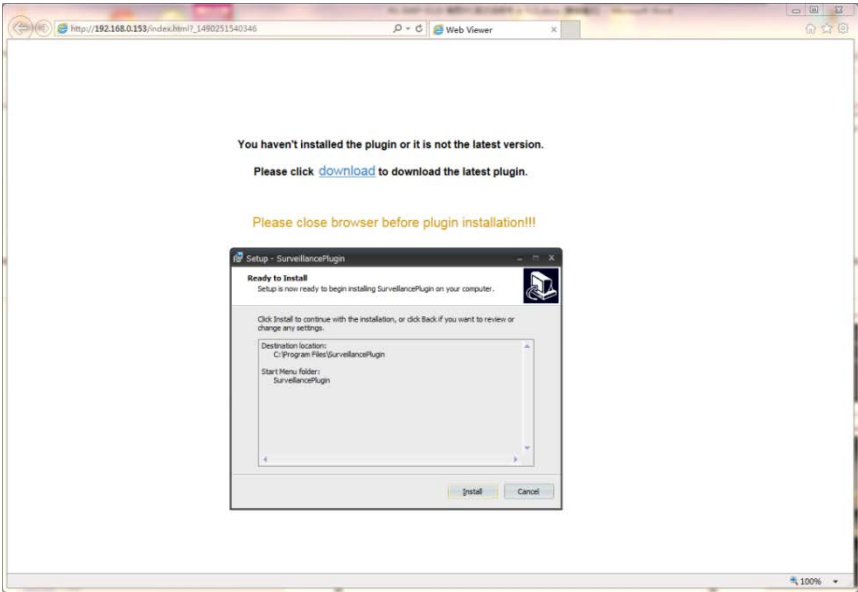 http://192.168.0.153/index.html?_1490251540346
Web Viewer
You haven't installed the plugin or it is not the latest version.
Please click download to download the latest plugin.
Please close browser before plugin installation!!!
Setup - SurveillancePlugin
Ready to Install
Setup is now ready to begin installing SurveillancePlugin on your computer.
Click Install to continue with the installation, or click Back if you want to review or
change any settings.
Destination location:
C:\Program Files\SurveillancePlugin
Start Menu folder:
SurveillancePlugin
Install
Cancel
100%